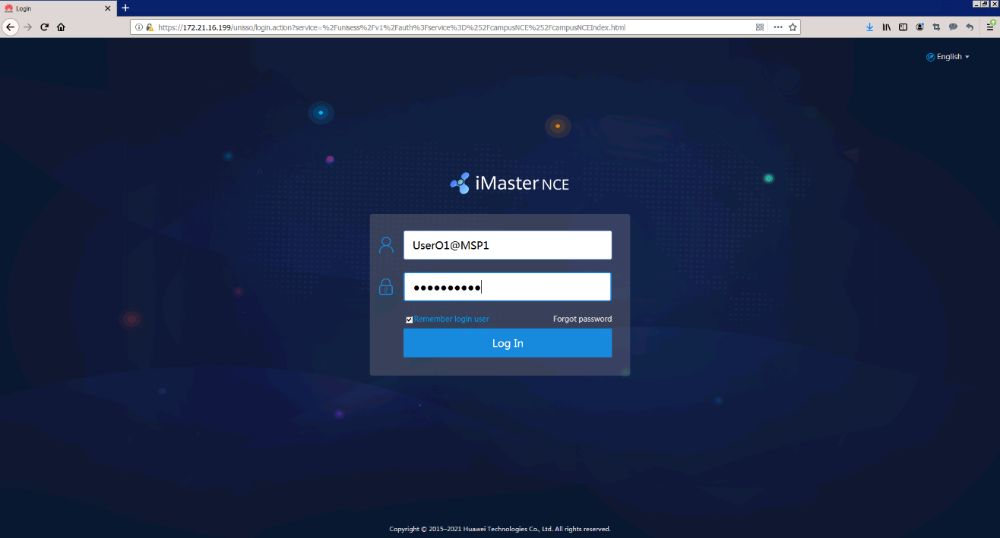 Login
https://172.21.16.199/unisso/login.action?service=%2Funisess%2Fv1%2Fauth%3Fservice%3D%252FcampusNCE%252FcampusNCEIndex.html
English
iMaster NCE
UserO1@MSP1
Remember login user Forgot password
Log In
Copyright © 2015–2021 Huawei Technologies Co., Ltd. All rights reserved.